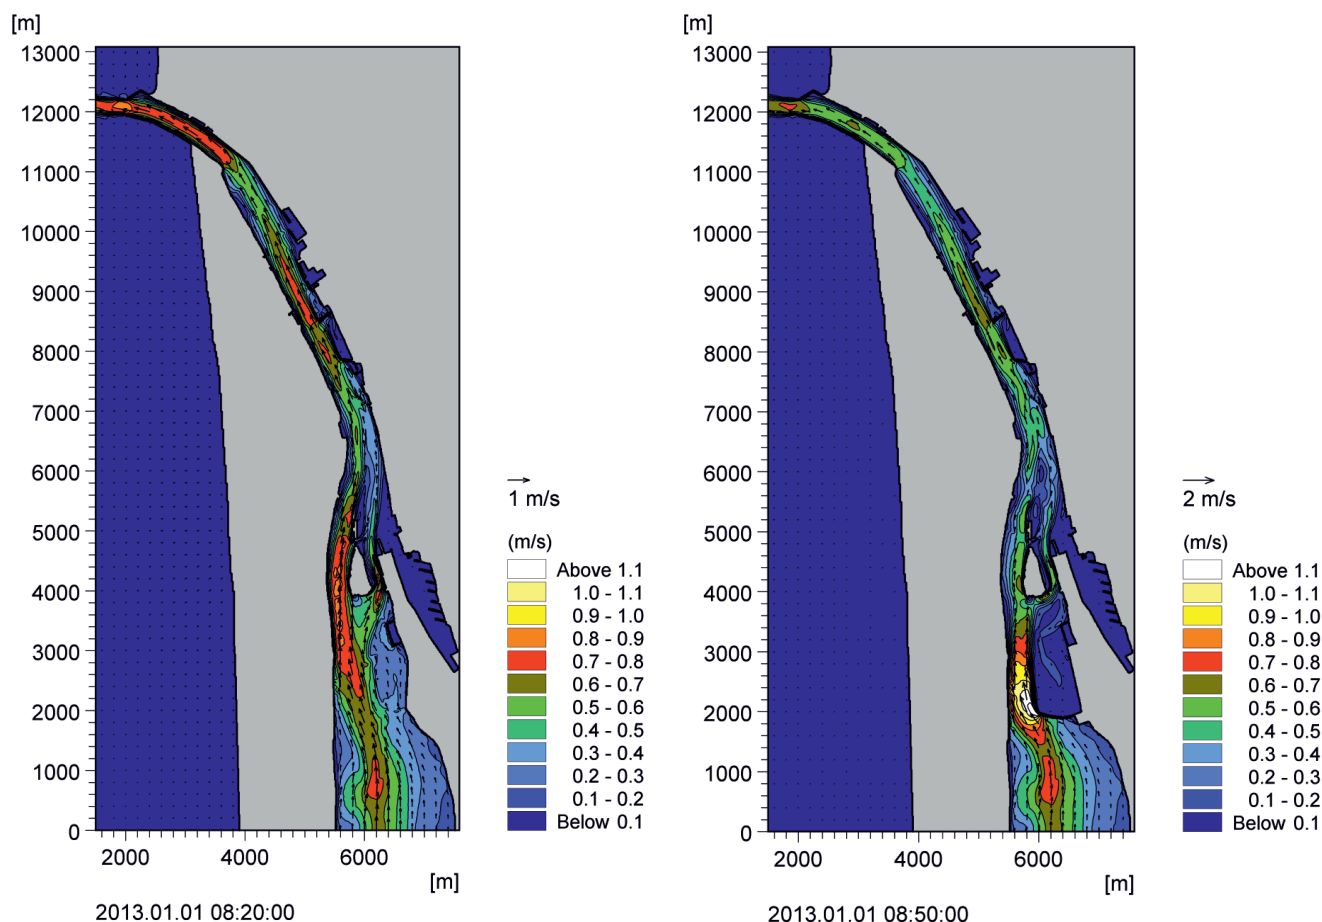 [m]
13000
12000
11000
10000
9000
8000
7000
6000
5000
4000
3000
2000
1000
0
2000 4000 6000
[m]
2013.01.01 08:20:00
1 m/s
(m/s)
Above 1.1
1.0 - 1.1
0.9 - 1.0
0.8 - 0.9
0.7 - 0.8
0.6 - 0.7
0.5 - 0.6
0.4 - 0.5
0.3 - 0.4
0.2 - 0.3
0.1 - 0.2
Below 0.1
[m]
13000
12000
11000
10000
9000
8000
7000
6000
5000
4000
3000
2000
1000
0
2000 4000 6000
[m]
2013.01.01 08:50:00
2 m/s
(m/s)
Above 1.1
1.0 - 1.1
0.9 - 1.0
0.8 - 0.9
0.7 - 0.8
0.6 - 0.7
0.5 - 0.6
0.4 - 0.5
0.3 - 0.4
0.2 - 0.3
0.1 - 0.2
Below 0.1